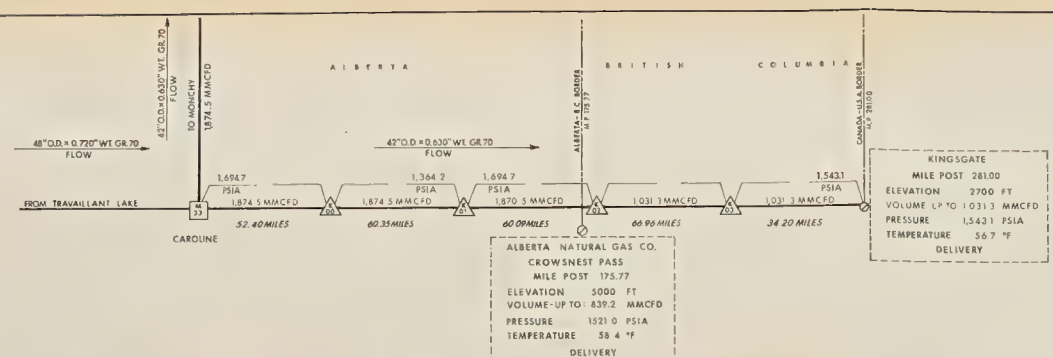 42" O.D. x 0.630" WT. GR. 70
FLOW
TO MONCHY
1,874.5 MMCFD
ALBERTA
BRITISH COLUMBIA
ALBERTA - B.C. BORDER
M.P. 175.77
CANADA - U.S.A. BORDER
M.P. 281.00
48" O.D. x 0.720" WT. GR. 70
FLOW
42" O.D. x 0.630" WT. GR. 70
FLOW
1,694.7
PSIA
1,364.2
PSIA
1,694.7
PSIA
1,543.1
PSIA
FROM TRAVAILLANT LAKE
1,874.5 MMCFD
1,874.5 MMCFD
1,870.5 MMCFD
1,031.3 MMCFD
1,031.3 MMCFD
CAROLINE
52.40 MILES
60.35 MILES
60.09 MILES
66.96 MILES
34.20 MILES
ALBERTA NATURAL GAS CO.
CROWSNEST PASS
MILE POST 175.77
ELEVATION 5000 FT
VOLUME-UP TO: 839.2 MMCFD
PRESSURE 1521.0 PSIA
TEMPERATURE 58.4 °F
DELIVERY
KINGSGATE
MILE POST 281.00
ELEVATION 2700 FT
VOLUME UP TO 1031.3 MMCFD
PRESSURE 1,543.1 PSIA
TEMPERATURE 56.7 °F
DELIVERY